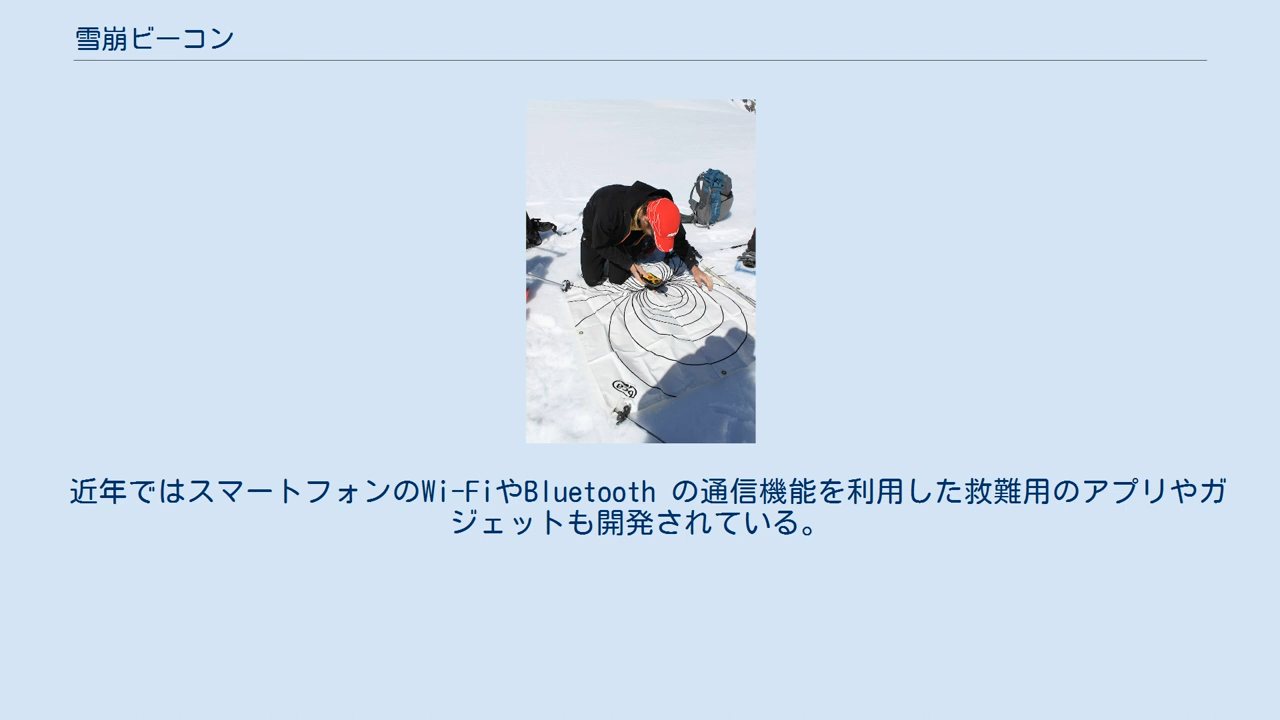 雪崩ビーコン
近年ではスマートフォンのWi-FiやBluetooth の通信機能を利用した救難用のアプリやガ
ジェットも開発されている。